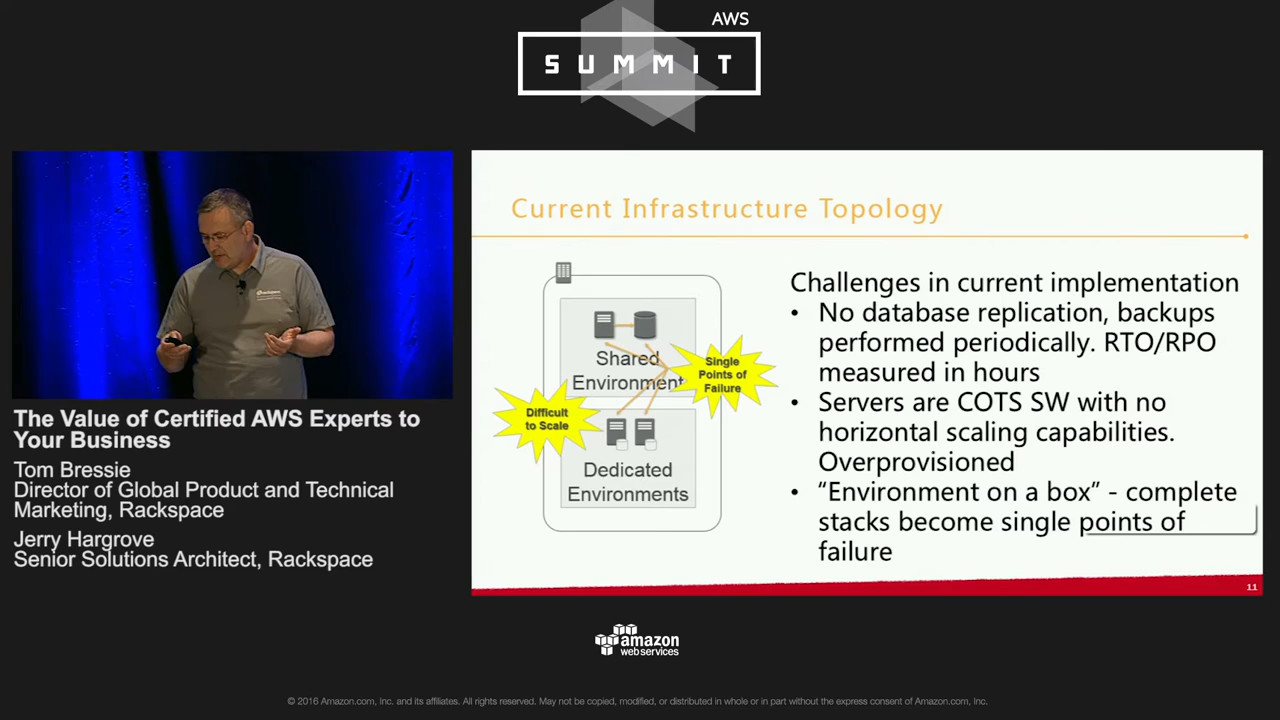 AWS
SUMMIT
The Value of Certified AWS Experts to
Your Business
Tom Bressie
Director of Global Product and Technical
Marketing, Rackspace
Jerry Hargrove
Senior Solutions Architect, Rackspace
Current Infrastructure Topology
Shared
Environment
Single
Points of
Failure
Difficult
to Scale
Dedicated
Environments
Challenges in current implementation
• No database replication, backups
performed periodically. RTO/RPO
measured in hours
• Servers are COTS SW with no
horizontal scaling capabilities.
Overprovisioned
• “Environment on a box” - complete
stacks become single points of
failure
11
amazon
web services
© 2016 Amazon.com, Inc. and its affiliates. All rights reserved. May not be copied, modified, or distributed in whole or in part without the express consent of Amazon.com, Inc.